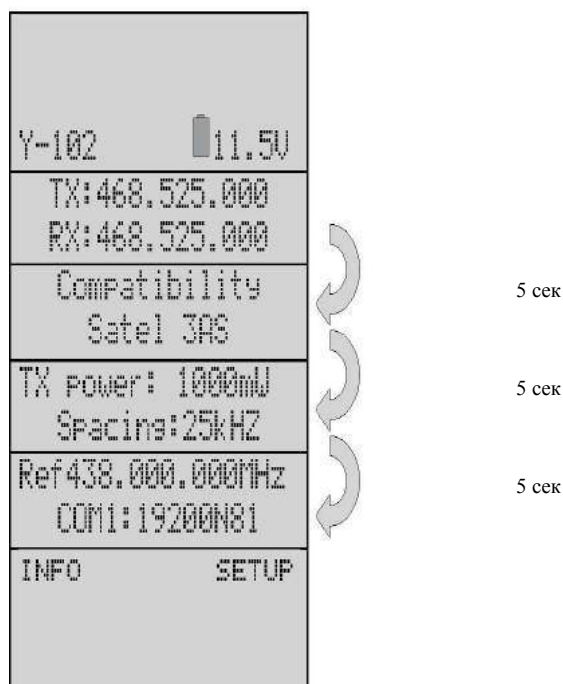 Y-102 11.5V
TX:468.525.000
RX:468.525.000
Compatibility
5 сек
Satel 3AS
TX power: 1000mW
5 сек
Spacing:25kHZ
Ref438.000.000MHz
5 сек
COM1:19200N81
INFO SETUP